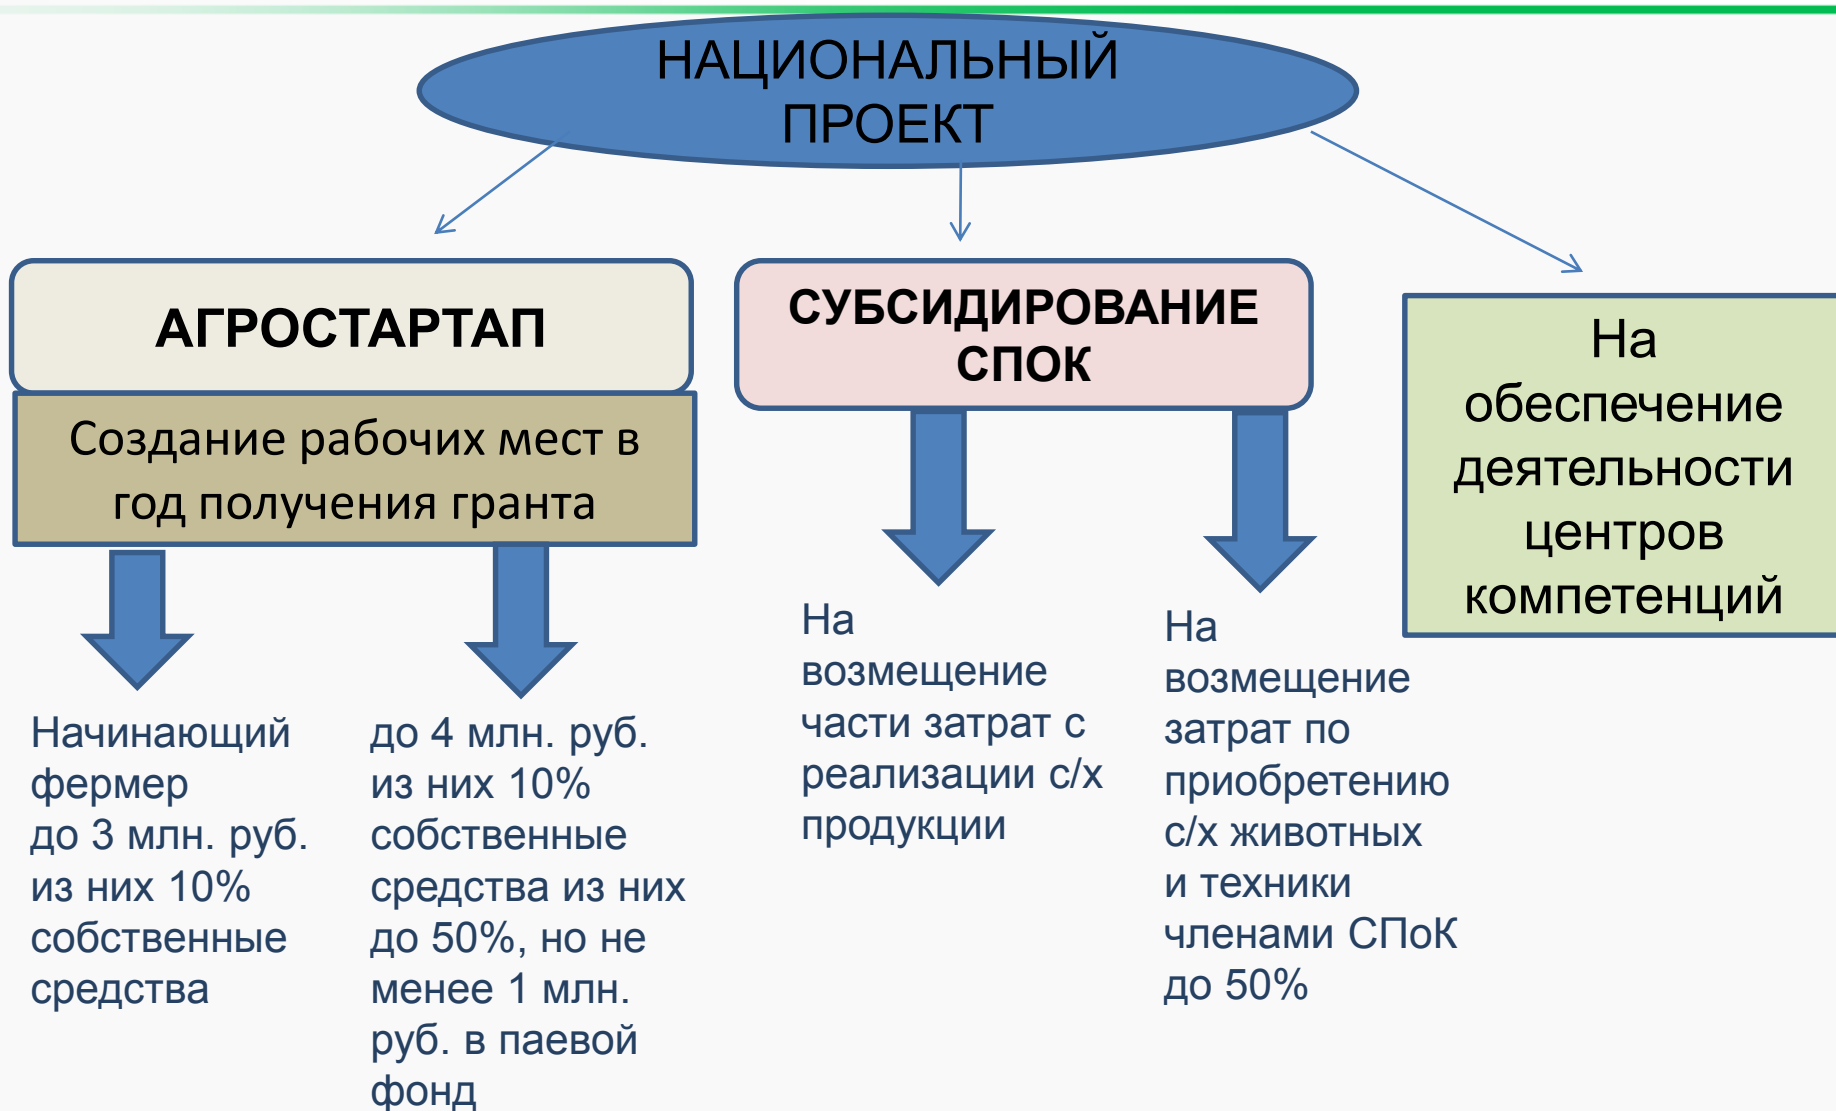 НАЦИОНАЛЬНЫЙ
ПРОЕКТ
АГРОСТАРТАП
Создание рабочих мест в
год получения гранта
Начинающий
фермер
до 3 млн. руб.
из них 10%
собственные
средства
до 4 млн. руб.
из них 10%
собственные
средства из них
до 50%, но не
менее 1 млн.
руб. в паевой
фонд
СУБСИДИРОВАНИЕ
СПОК
На
возмещение
части затрат с
реализации с/х
продукции
На
возмещение
затрат по
приобретению
с/х животных
и техники
членами СПоК
до 50%
На
обеспечение
деятельности
центров
компетенций